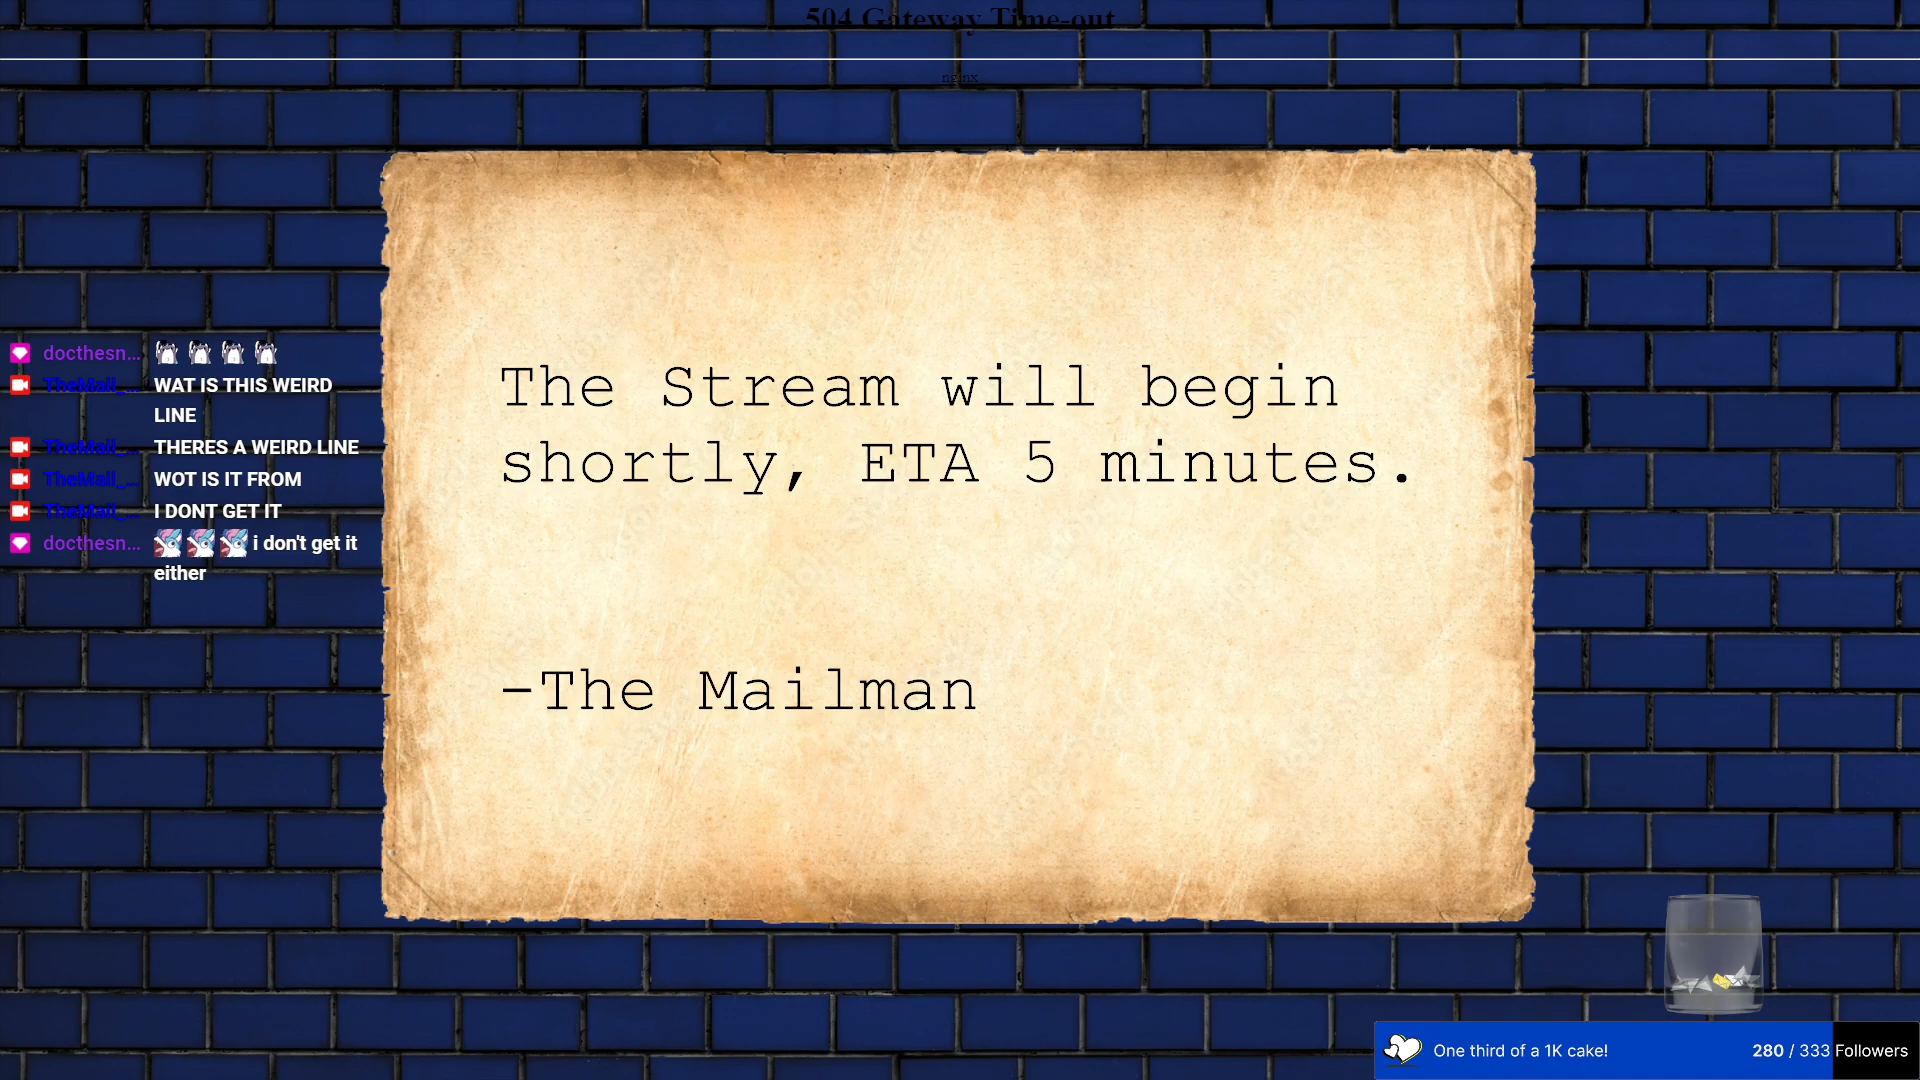 504 Gateway Time-out
nginx
docthesn...
TheMail_... WAT IS THIS WEIRD
LINE
TheMail_... THERES A WEIRD LINE
TheMail_... WOT IS IT FROM
TheMail_... I DONT GET IT
docthesn... i don't get it
either
The Stream will begin
shortly, ETA 5 minutes.
-The Mailman
One third of a 1K cake! 280 / 333 Followers